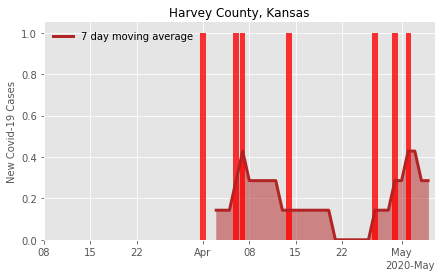 Harvey County, Kansas
7 day moving average
New Covid-19 Cases
1.0
0.8
0.6
0.4
0.2
0.0
08 15 22 Apr 08 15 22 May
2020-May